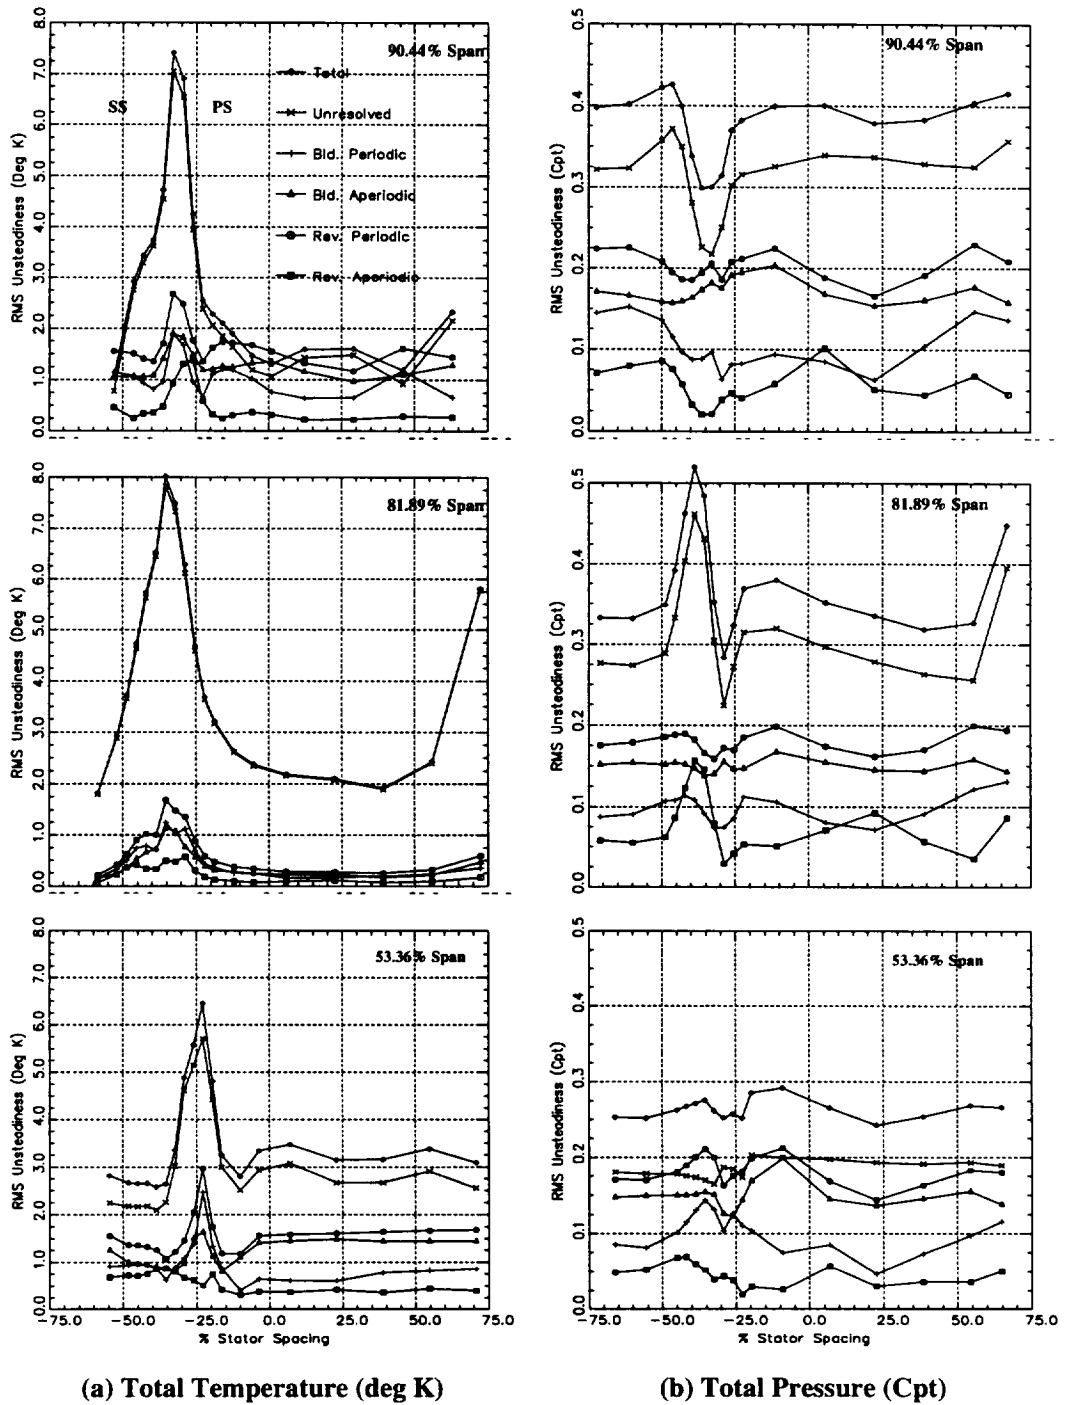 RMS Unsteadiness (Deg K)
0.0 1.0 2.0 3.0 4.0 5.0 6.0 7.0 8.0
90.44% Span
SS
PS
Total
Unresolved
Bld. Periodic
Bld. Aperiodic
Rev. Periodic
Rev. Aperiodic
RMS Unsteadiness (Cpt)
0.0 0.1 0.2 0.3 0.4 0.5
90.44% Span
RMS Unsteadiness (Deg K)
0.0 1.0 2.0 3.0 4.0 5.0 6.0 7.0 8.0
81.89% Span
RMS Unsteadiness (Cpt)
0.0 0.1 0.2 0.3 0.4 0.5
81.89% Span
RMS Unsteadiness (Deg K)
0.0 1.0 2.0 3.0 4.0 5.0 6.0 7.0 8.0
53.36% Span
-75.0 -50.0 -25.0 0.0 25.0 50.0 75.0
% Stator Spacing
RMS Unsteadiness (Cpt)
0.0 0.1 0.2 0.3 0.4 0.5
53.36% Span
-75.0 -50.0 -25.0 0.0 25.0 50.0 75.0
% Stator Spacing
(a) Total Temperature (deg K)
(b) Total Pressure (Cpt)